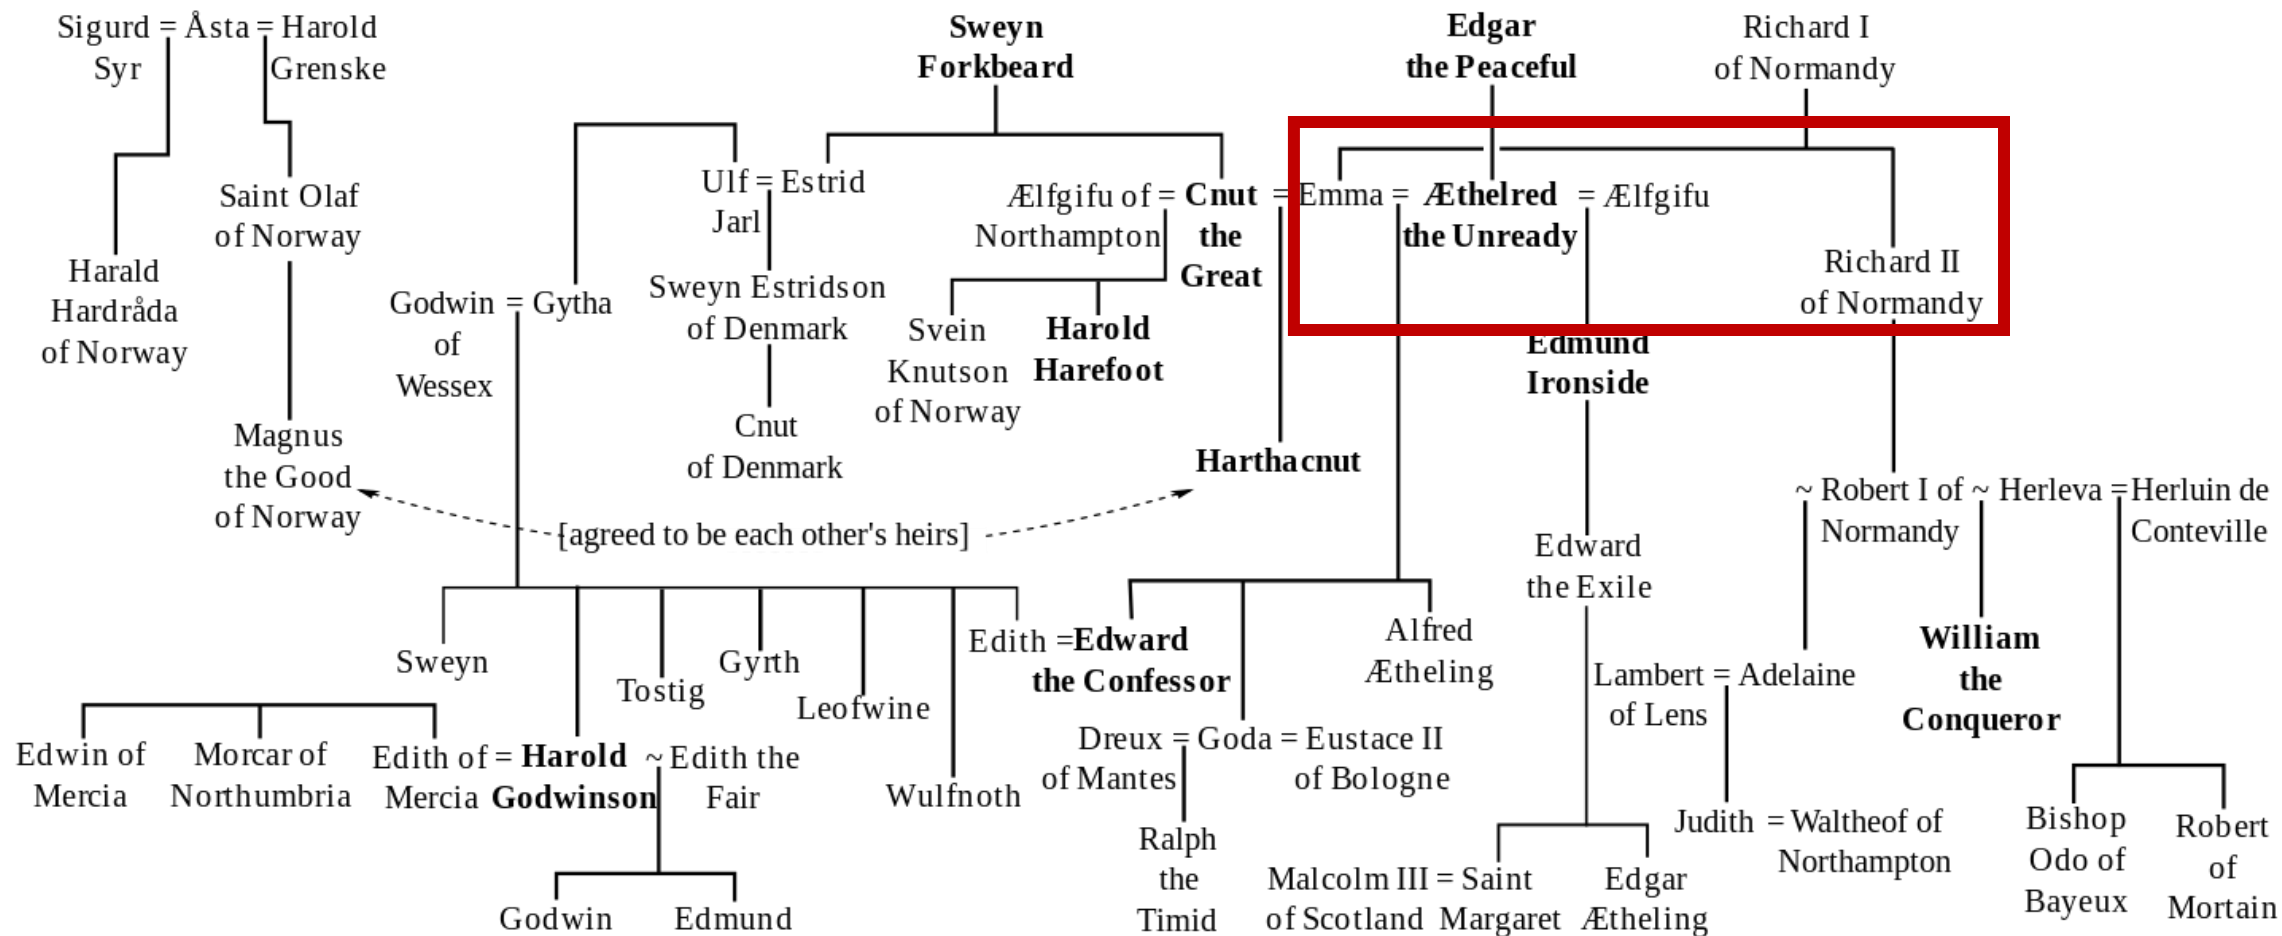 Sigurd = Åsta = Harold
Syr
Grenske
Sweyn
Forkbeard
Edgar
the Peaceful
Richard I
of Normandy
Saint Olaf
of Norway
Ulf = Estrid
Jarl
Ælfgifu of = Cnut = Emma = Æthelred = Ælfgifu
Northampton the the Unready
Great
Richard II
of Normandy
Harald
Hardråda
of Norway
Godwin = Gytha
of
Wessex
Sweyn Estridson
of Denmark
Svein
Knutson
of Norway
Harold
Harefoot
Edmund
Ironside
Cnut
of Denmark
Magnus
the Good
of Norway
Harthacnut
[agreed to be each other's heirs]
~ Robert I of ~ Herleva =Herluin de
Normandy Conteville
Edward
the Exile
Sweyn
Tostig
Gyrth
Leofwine
Wulfnoth
Edith =Edward
the Confessor
Alfred
Ætheling
Lambert = Adelaine
of Lens
William
the
Conqueror
Edwin of
Mercia
Morcar of
Northumbria
Edith of = Harold ~ Edith the
Mercia Godwinson Fair
Dreux = Goda = Eustace II
of Mantes of Bologne
Ralph
the
Timid
Judith = Waltheof of
Northampton
Bishop
Odo of
Bayeux
Robert
of
Mortain
Godwin
Edmund
Malcolm III = Saint
of Scotland Margaret
Edgar
Ætheling